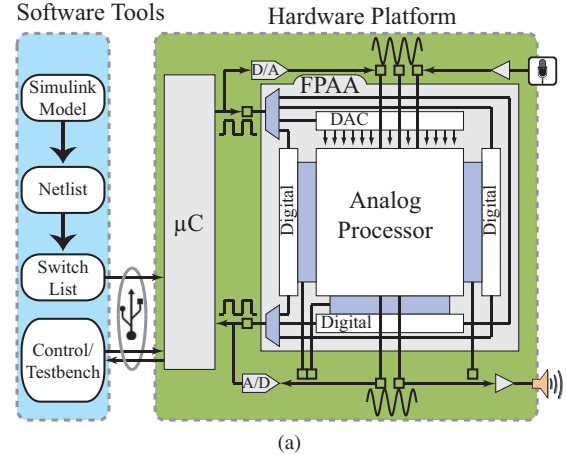 Software Tools
Hardware Platform
Simulink
Model
Netlist
Switch
List
Control/
Testbench
μC
D/A
FPAA
DAC
Digital
Analog
Processor
Digital
Digital
A/D
(a)